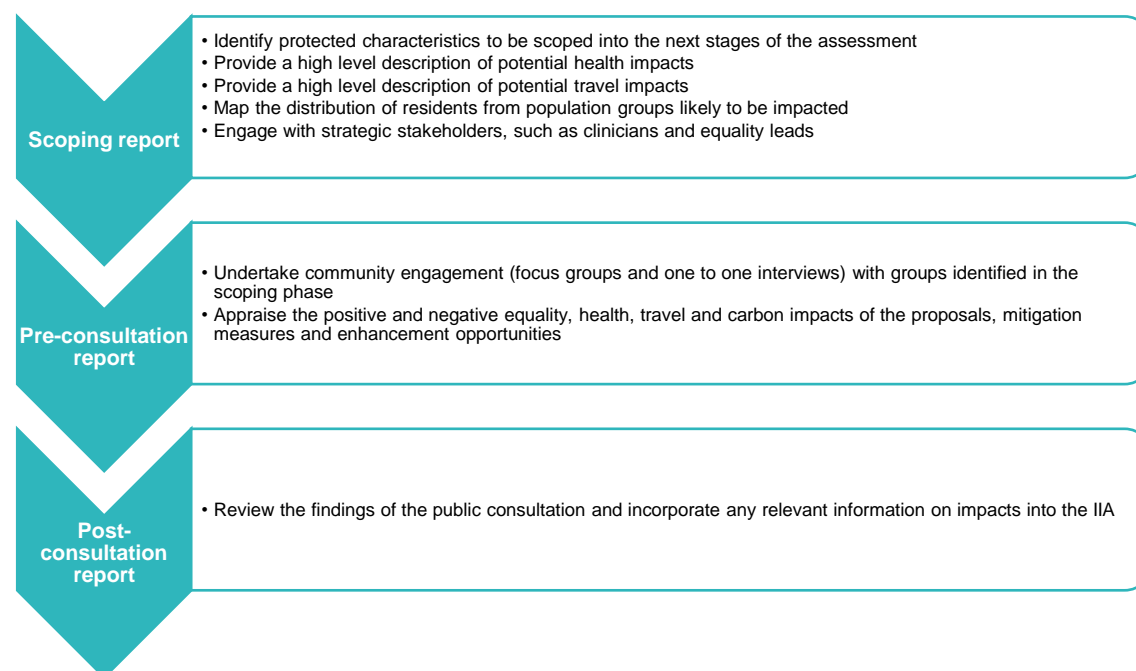 Scoping report
• Identify protected characteristics to be scoped into the next stages of the assessment
• Provide a high level description of potential health impacts
• Provide a high level description of potential travel impacts
• Map the distribution of residents from population groups likely to be impacted
• Engage with strategic stakeholders, such as clinicians and equality leads
Pre-consultation
report
• Undertake community engagement (focus groups and one to one interviews) with groups identified in the
scoping phase
• Appraise the positive and negative equality, health, travel and carbon impacts of the proposals, mitigation
measures and enhancement opportunities
Post-
consultation
report
• Review the findings of the public consultation and incorporate any relevant information on impacts into the IIA